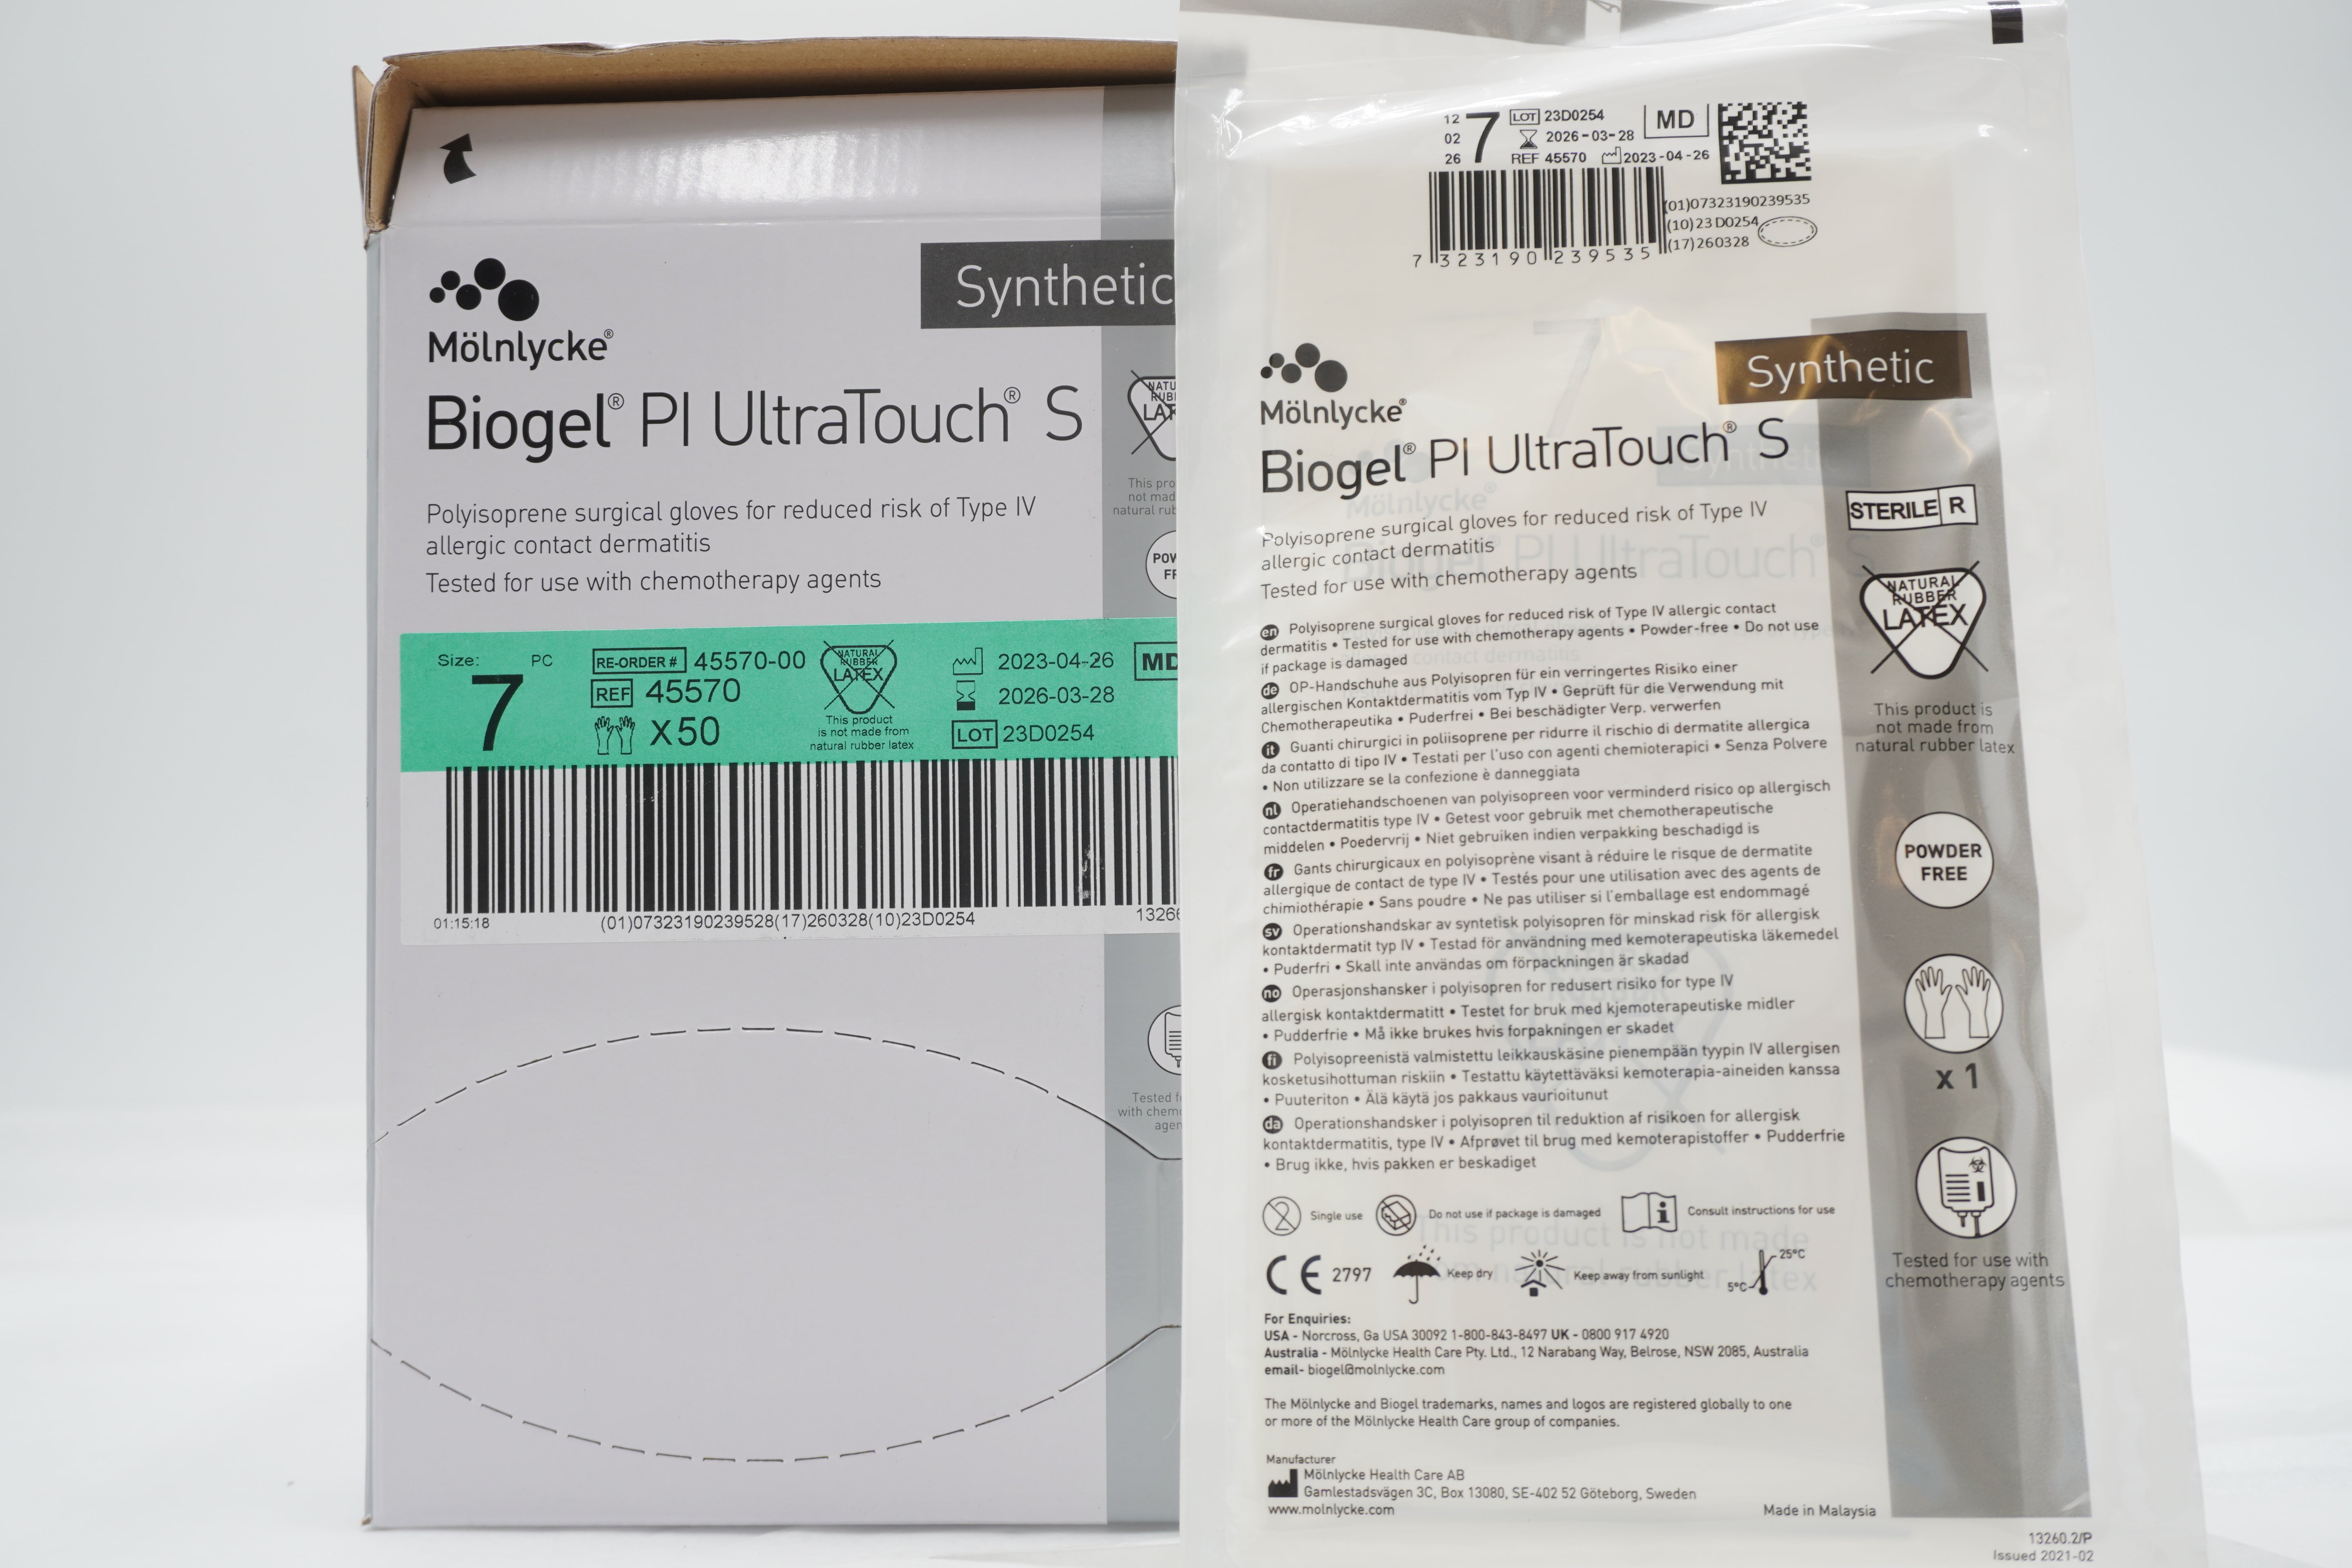 Mölnlycke®
Synthetic
Biogel® PI UltraTouch® S
Polyisoprene surgical gloves for reduced risk of Type IV
allergic contact dermatitis
Tested for use with chemotherapy agents
NATU
RUB
LAT
This pro
not mad
natural rub
POW
FR
Size:
7
PC
RE-ORDER # 45570-00
REF 45570
X50
NATURAL
RUBBER
LATEX
This product
is not made from
natural rubber latex
2023-04-26
2026-03-28
LOT 23D0254
MD
01:15:18
(01)07323190239528(17)260328(10)23D0254
1326
Tested f
with chem
agen
12
02
26
7
LOT 23D0254
2026-03-28
REF 45570 2023-04-26
MD
7 323190 239535
(01)07323190239535
(10)23D0254
(17)260328
Mölnlycke®
Synthetic
Biogel® PI UltraTouch® S
Polyisoprene surgical gloves for reduced risk of Type IV
allergic contact dermatitis
Tested for use with chemotherapy agents
en Polyisoprene surgical gloves for reduced risk of Type IV allergic contact
dermatitis • Tested for use with chemotherapy agents • Powder-free • Do not use
if package is damaged
de OP-Handschuhe aus Polyisopren für ein verringertes Risiko einer
allergischen Kontaktdermatitis vom Typ IV • Geprüft für die Verwendung mit
Chemotherapeutika • Puderfrei • Bei beschädigter Verp. verwerfen
it Guanti chirurgici in poliisoprene per ridurre il rischio di dermatite allergica
da contatto di tipo IV • Testati per l'uso con agenti chemioterapici • Senza Polvere
• Non utilizzare se la confezione è danneggiata
nl Operatiehandschoenen van polyisopreen voor verminderd risico op allergisch
contactdermatitis type IV • Getest voor gebruik met chemotherapeutische
middelen • Poedervrij • Niet gebruiken indien verpakking beschadigd is
fr Gants chirurgicaux en polyisoprène visant à réduire le risque de dermatite
allergique de contact de type IV • Testés pour une utilisation avec des agents de
chimiothérapie • Sans poudre • Ne pas utiliser si l'emballage est endommagé
sv Operationshandskar av syntetisk polyisopren för minskad risk för allergisk
kontaktdermatit typ IV • Testad för användning med kemoterapeutiska läkemedel
• Puderfri • Skall inte användas om förpackningen är skadad
no Operasjonshansker i polyisopren for redusert risiko for type IV
allergisk kontaktdermatitt • Testet for bruk med kjemoterapeutiske midler
• Pudderfrie • Må ikke brukes hvis forpakningen er skadet
fi Polyisopreenistä valmistettu leikkauskäsine pienempään tyypin IV allergisen
kosketusihottuman riskiin • Testattu käytettäväksi kemoterapia-aineiden kanssa
• Puuteriton • Älä käytä jos pakkaus vaurioitunut
da Operationshandsker i polyisopren til reduktion af risikoen for allergisk
kontaktdermatitis, type IV • Afprøvet til brug med kemoterapistoffer • Pudderfrie
• Brug ikke, hvis pakken er beskadiget
STERILE R
NATURAL
RUBBER
LATEX
This product is
not made from
natural rubber latex
POWDER
FREE
x 1
Tested for use with
chemotherapy agents
2 Single use
Do not use if package is damaged
i Consult instructions for use
CE 2797
Keep dry
Keep away from sunlight
5°C
25°C
For Enquiries:
USA - Norcross, Ga USA 30092 1-800-843-8497 UK - 0800 917 4920
Australia - Mölnlycke Health Care Pty. Ltd., 12 Narabang Way, Belrose, NSW 2085, Australia
email- biogel@molnlycke.com
The Mölnlycke and Biogel trademarks, names and logos are registered globally to one
or more of the Mölnlycke Health Care group of companies.
Manufacturer
Mölnlycke Health Care AB
Gamlestadsvägen 3C, Box 13080, SE-402 52 Göteborg, Sweden
www.molnlycke.com
Made in Malaysia
13260.2/P
Issued 2021-02